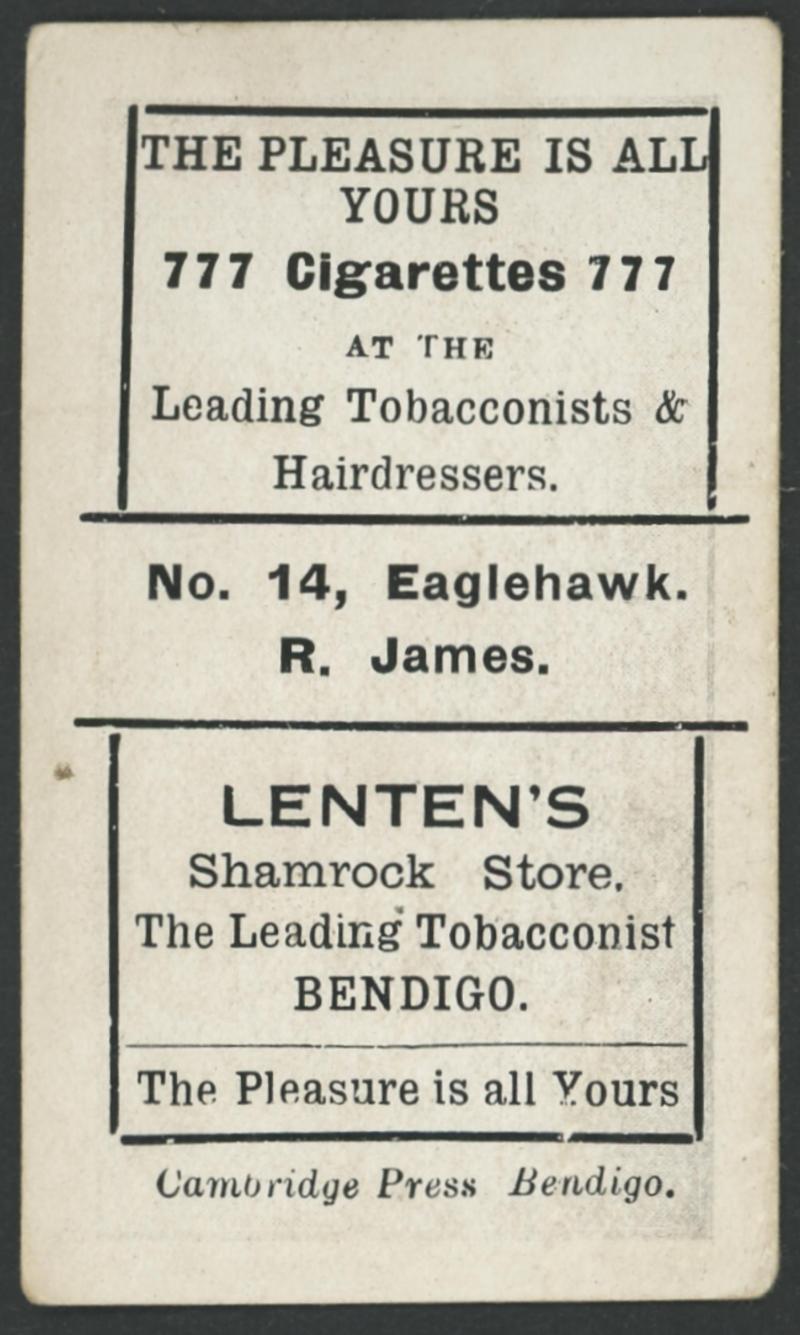 THE PLEASURE IS ALL
YOURS
777 Cigarettes 777
AT THE
Leading Tobacconists &
Hairdressers.
No. 14, Eaglehawk.
R. James.
LENTEN'S
Shamrock Store.
The Leading Tobacconist
BENDIGO.
The Pleasure is all Yours
Cambridge Press Bendigo.